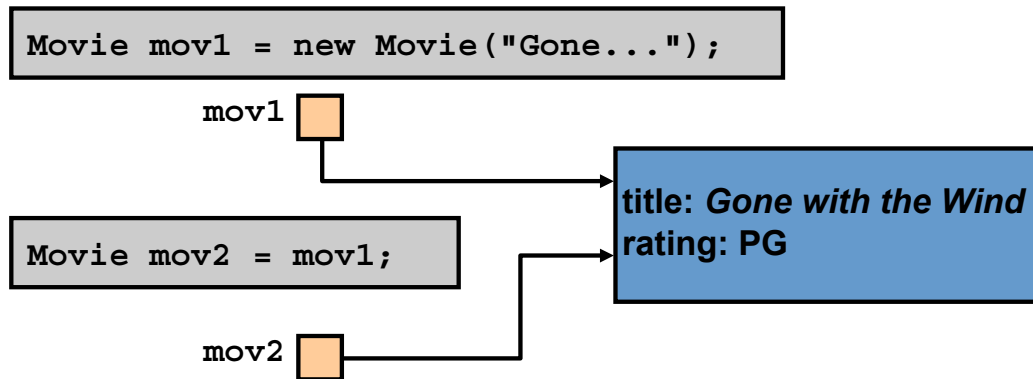 Movie mov1 = new Movie("Gone...");
mov1
title: Gone with the Wind
rating: PG
Movie mov2 = mov1;
mov2